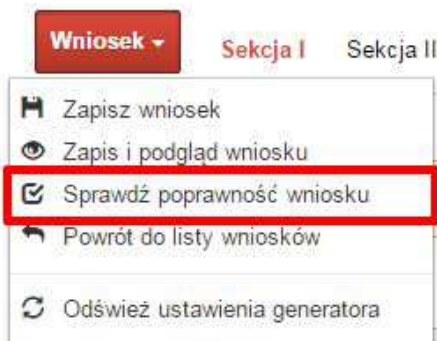 Wniosek Sekcja I Sekcja II
Zapisz wniosek
Zapis i podgląd wniosku
Sprawdź poprawność wniosku
Powrót do listy wniosków
Odśwież ustawienia generatora